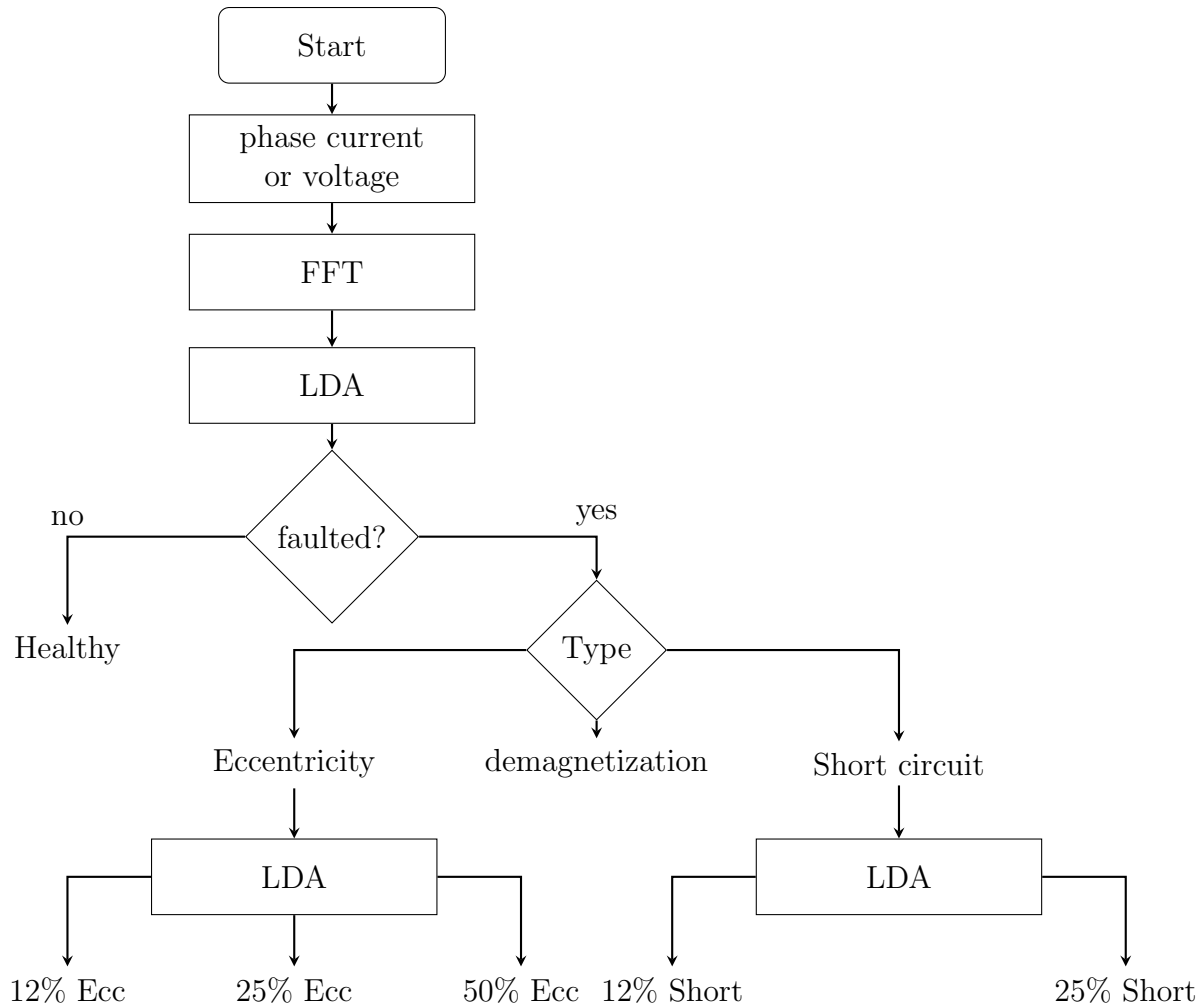 Start
phase current
or voltage
FFT
LDA
no
faulted?
yes
Healthy
Type
Eccentricity
demagnetization
Short circuit
LDA
LDA
12% Ecc
25% Ecc
50% Ecc
12% Short
25% Short